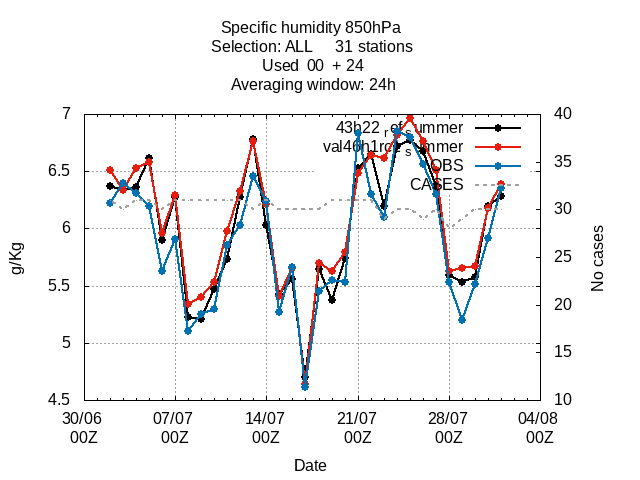 Specific humidity 850hPa
Selection: ALL 31 stations
Used 00 + 24
Averaging window: 24h
43h22_ref_summer
OBS
CASES
7
6.5
6
5.5
5
4.5
40
35
30
25
20
15
10
g/Kg
No cases
30/06 07/07 14/07 21/07 28/07 04/08
00Z 00Z 00Z 00Z 00Z 00Z
Date